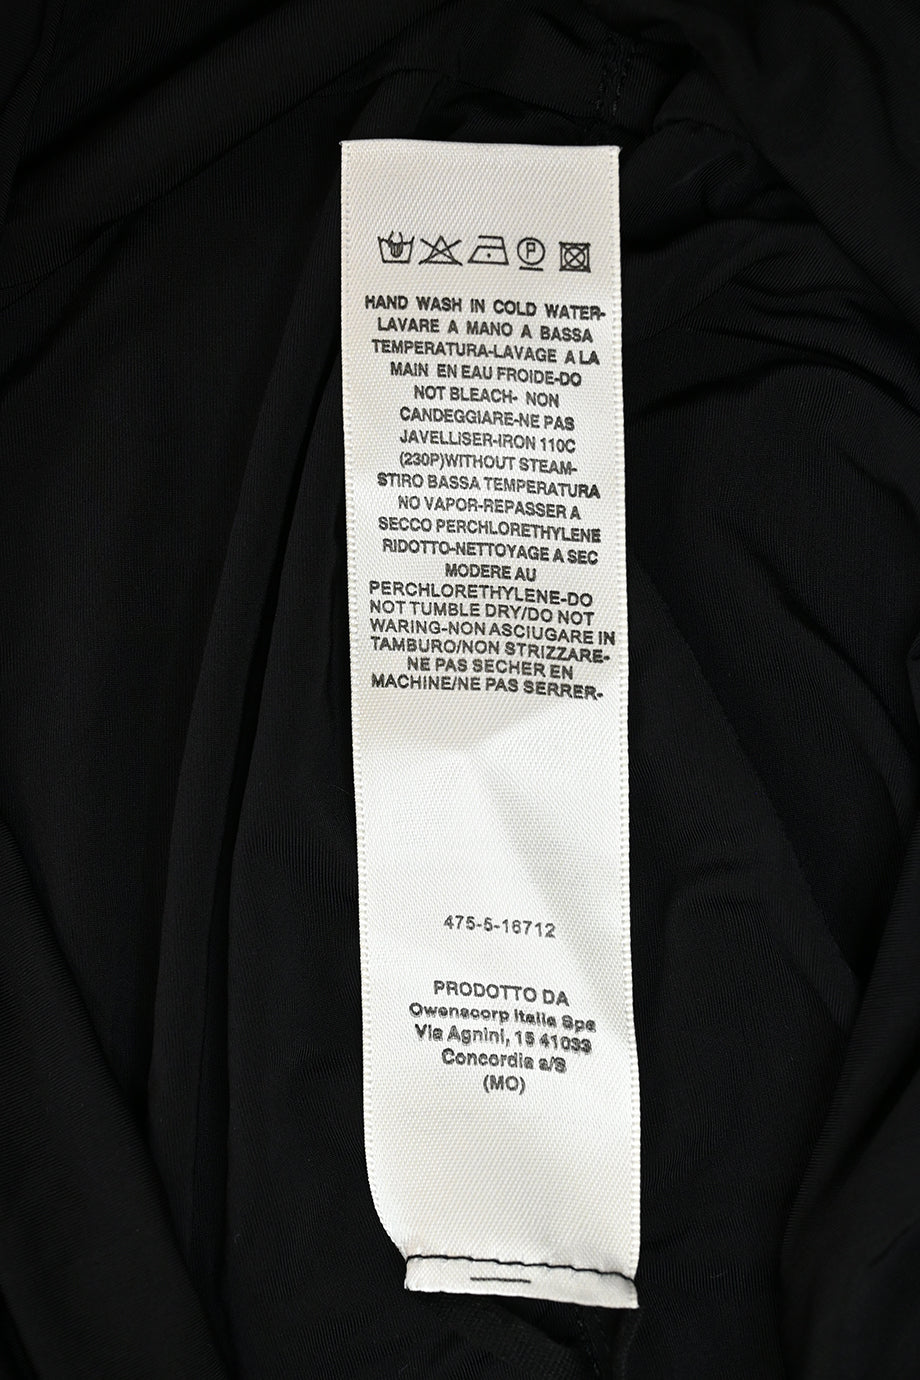 P
HAND WASH IN COLD WATER-
LAVARE A MANO A BASSA
TEMPERATURA-LAVAGE A LA
MAIN EN EAU FROIDE-DO
NOT BLEACH- NON
CANDEGGIARE-NE PAS
JAVELLISER-IRON 110C
(230P)WITHOUT STEAM-
STIRO BASSA TEMPERATURA
NO VAPOR-REPASSER A
SECCO PERCHLORETHYLENE
RIDOTTO-NETTOYAGE A SEC
MODERE AU
PERCHLORETHYLENE-DO
NOT TUMBLE DRY/DO NOT
WARING-NON ASCIUGARE IN
TAMBURO/NON STRIZZARE-
NE PAS SECHER EN
MACHINE/NE PAS SERRER-
475-5-16712
PRODOTTO DA
Owenscorp Italia Spa
Via Agnini, 15 41033
Concordia s/S
(MO)